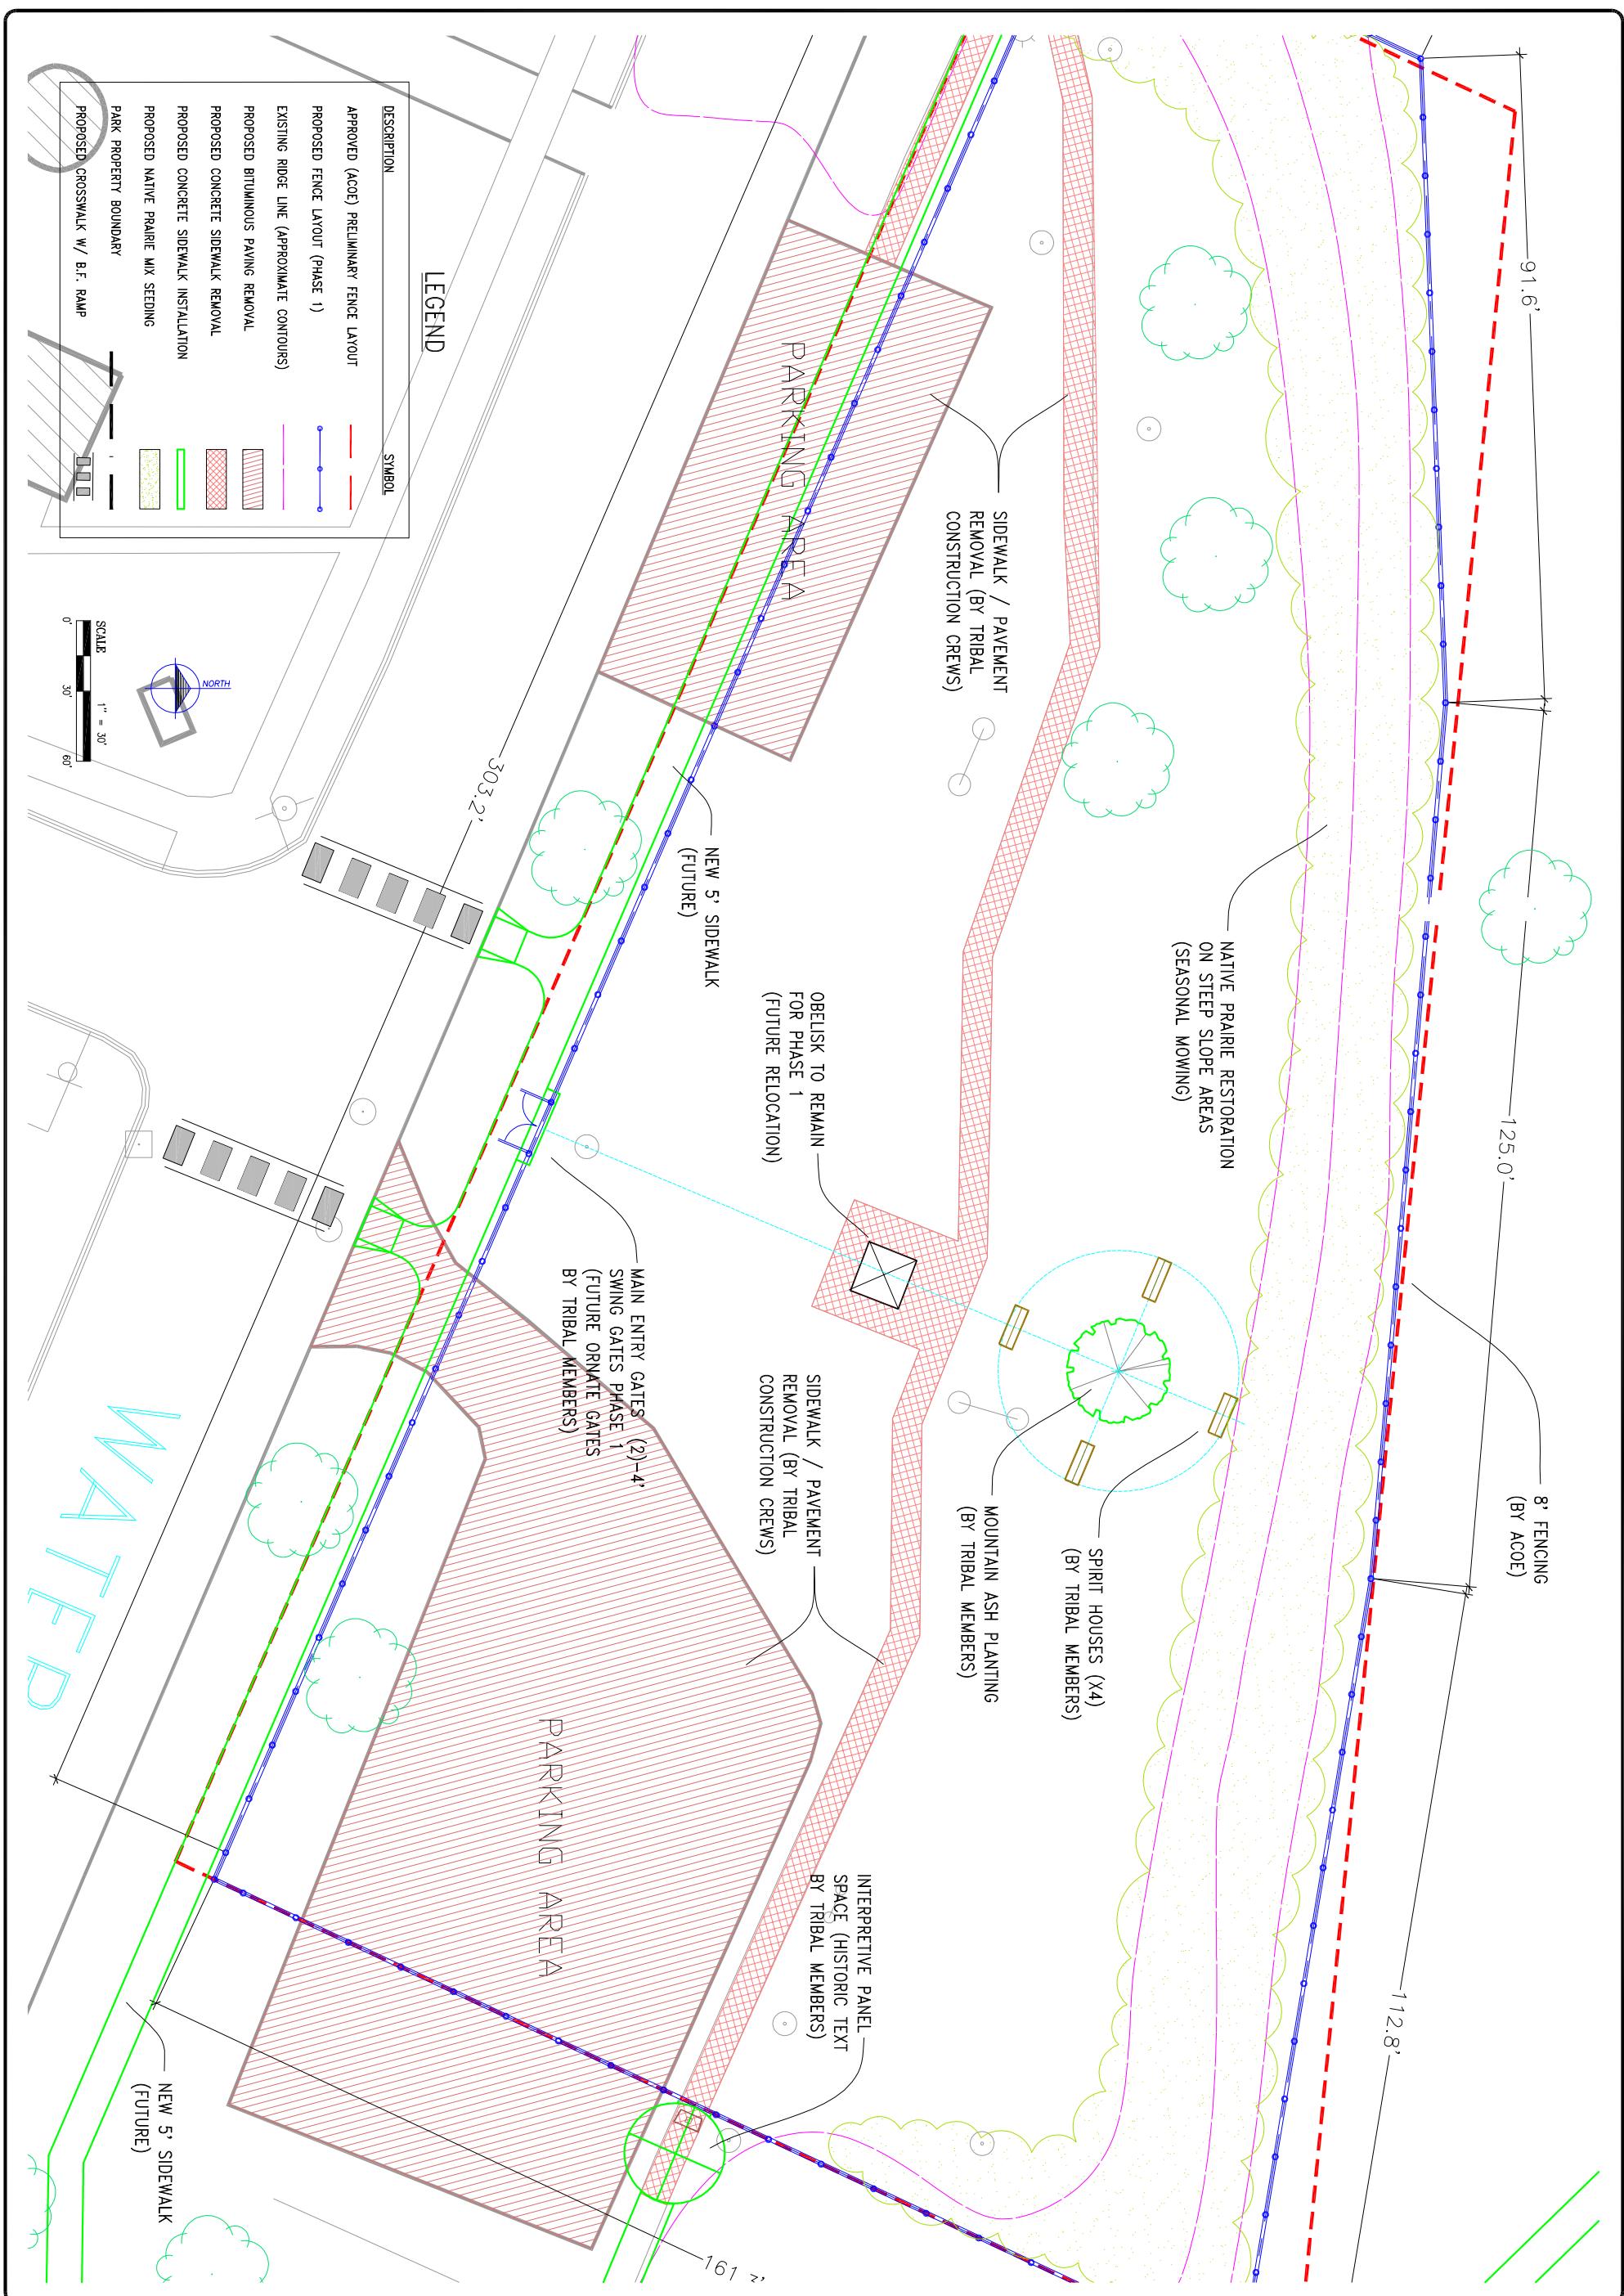 91.6'
125.0'
112.8'
8' FENCING
(BY ACOE)
NATIVE PRAIRIE RESTORATION
ON STEEP SLOPE AREAS
(SEASONAL MOWING)
SPIRIT HOUSES (X4)
(BY TRIBAL MEMBERS)
MOUNTAIN ASH PLANTING
(BY TRIBAL MEMBERS)
SIDEWALK / PAVEMENT
REMOVAL (BY TRIBAL
CONSTRUCTION CREWS)
OBELISK TO REMAIN
FOR PHASE 1
(FUTURE RELOCATION)
SIDEWALK / PAVEMENT
REMOVAL (BY TRIBAL
CONSTRUCTION CREWS)
INTERPRETIVE PANEL
SPACE (HISTORIC TEXT
BY TRIBAL MEMBERS)
PARKING AREA
NEW 5' SIDEWALK
(FUTURE)
MAIN ENTRY GATES (2)-4'
SWING GATES PHASE 1
(FUTURE ORNATE GATES
BY TRIBAL MEMBERS)
PARKING AREA
161
303.2'
NEW 5' SIDEWALK
(FUTURE)
WATER
LEGEND
DESCRIPTION SYMBOL
APPROVED (ACOE) PRELIMINARY FENCE LAYOUT
PROPOSED FENCE LAYOUT (PHASE 1)
EXISTING RIDGE LINE (APPROXIMATE CONTOURS)
PROPOSED BITUMINOUS PAVING REMOVAL
PROPOSED CONCRETE SIDEWALK REMOVAL
PROPOSED CONCRETE SIDEWALK INSTALLATION
PROPOSED NATIVE PRAIRIE MIX SEEDING
PARK PROPERTY BOUNDARY
PROPOSED CROSSWALK W/ B.F. RAMP
NORTH
SCALE 1" = 30'
0' 30' 60'